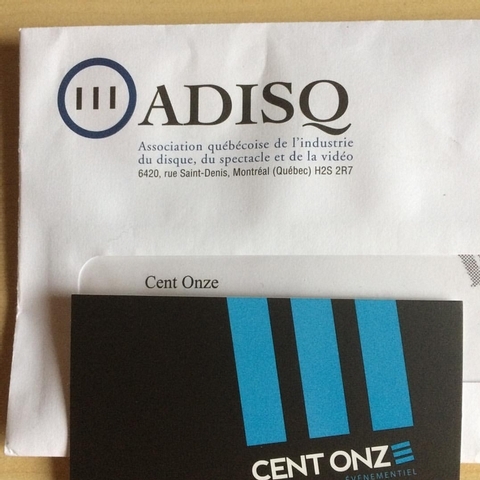 ADISQ
Association québécoise de l'industrie
du disque, du spectacle et de la vidéo
6420, rue Saint-Denis, Montréal (Québec) H2S 2R7
Cent Onze
CENT ONZE
ÉVÉNEMENTIEL